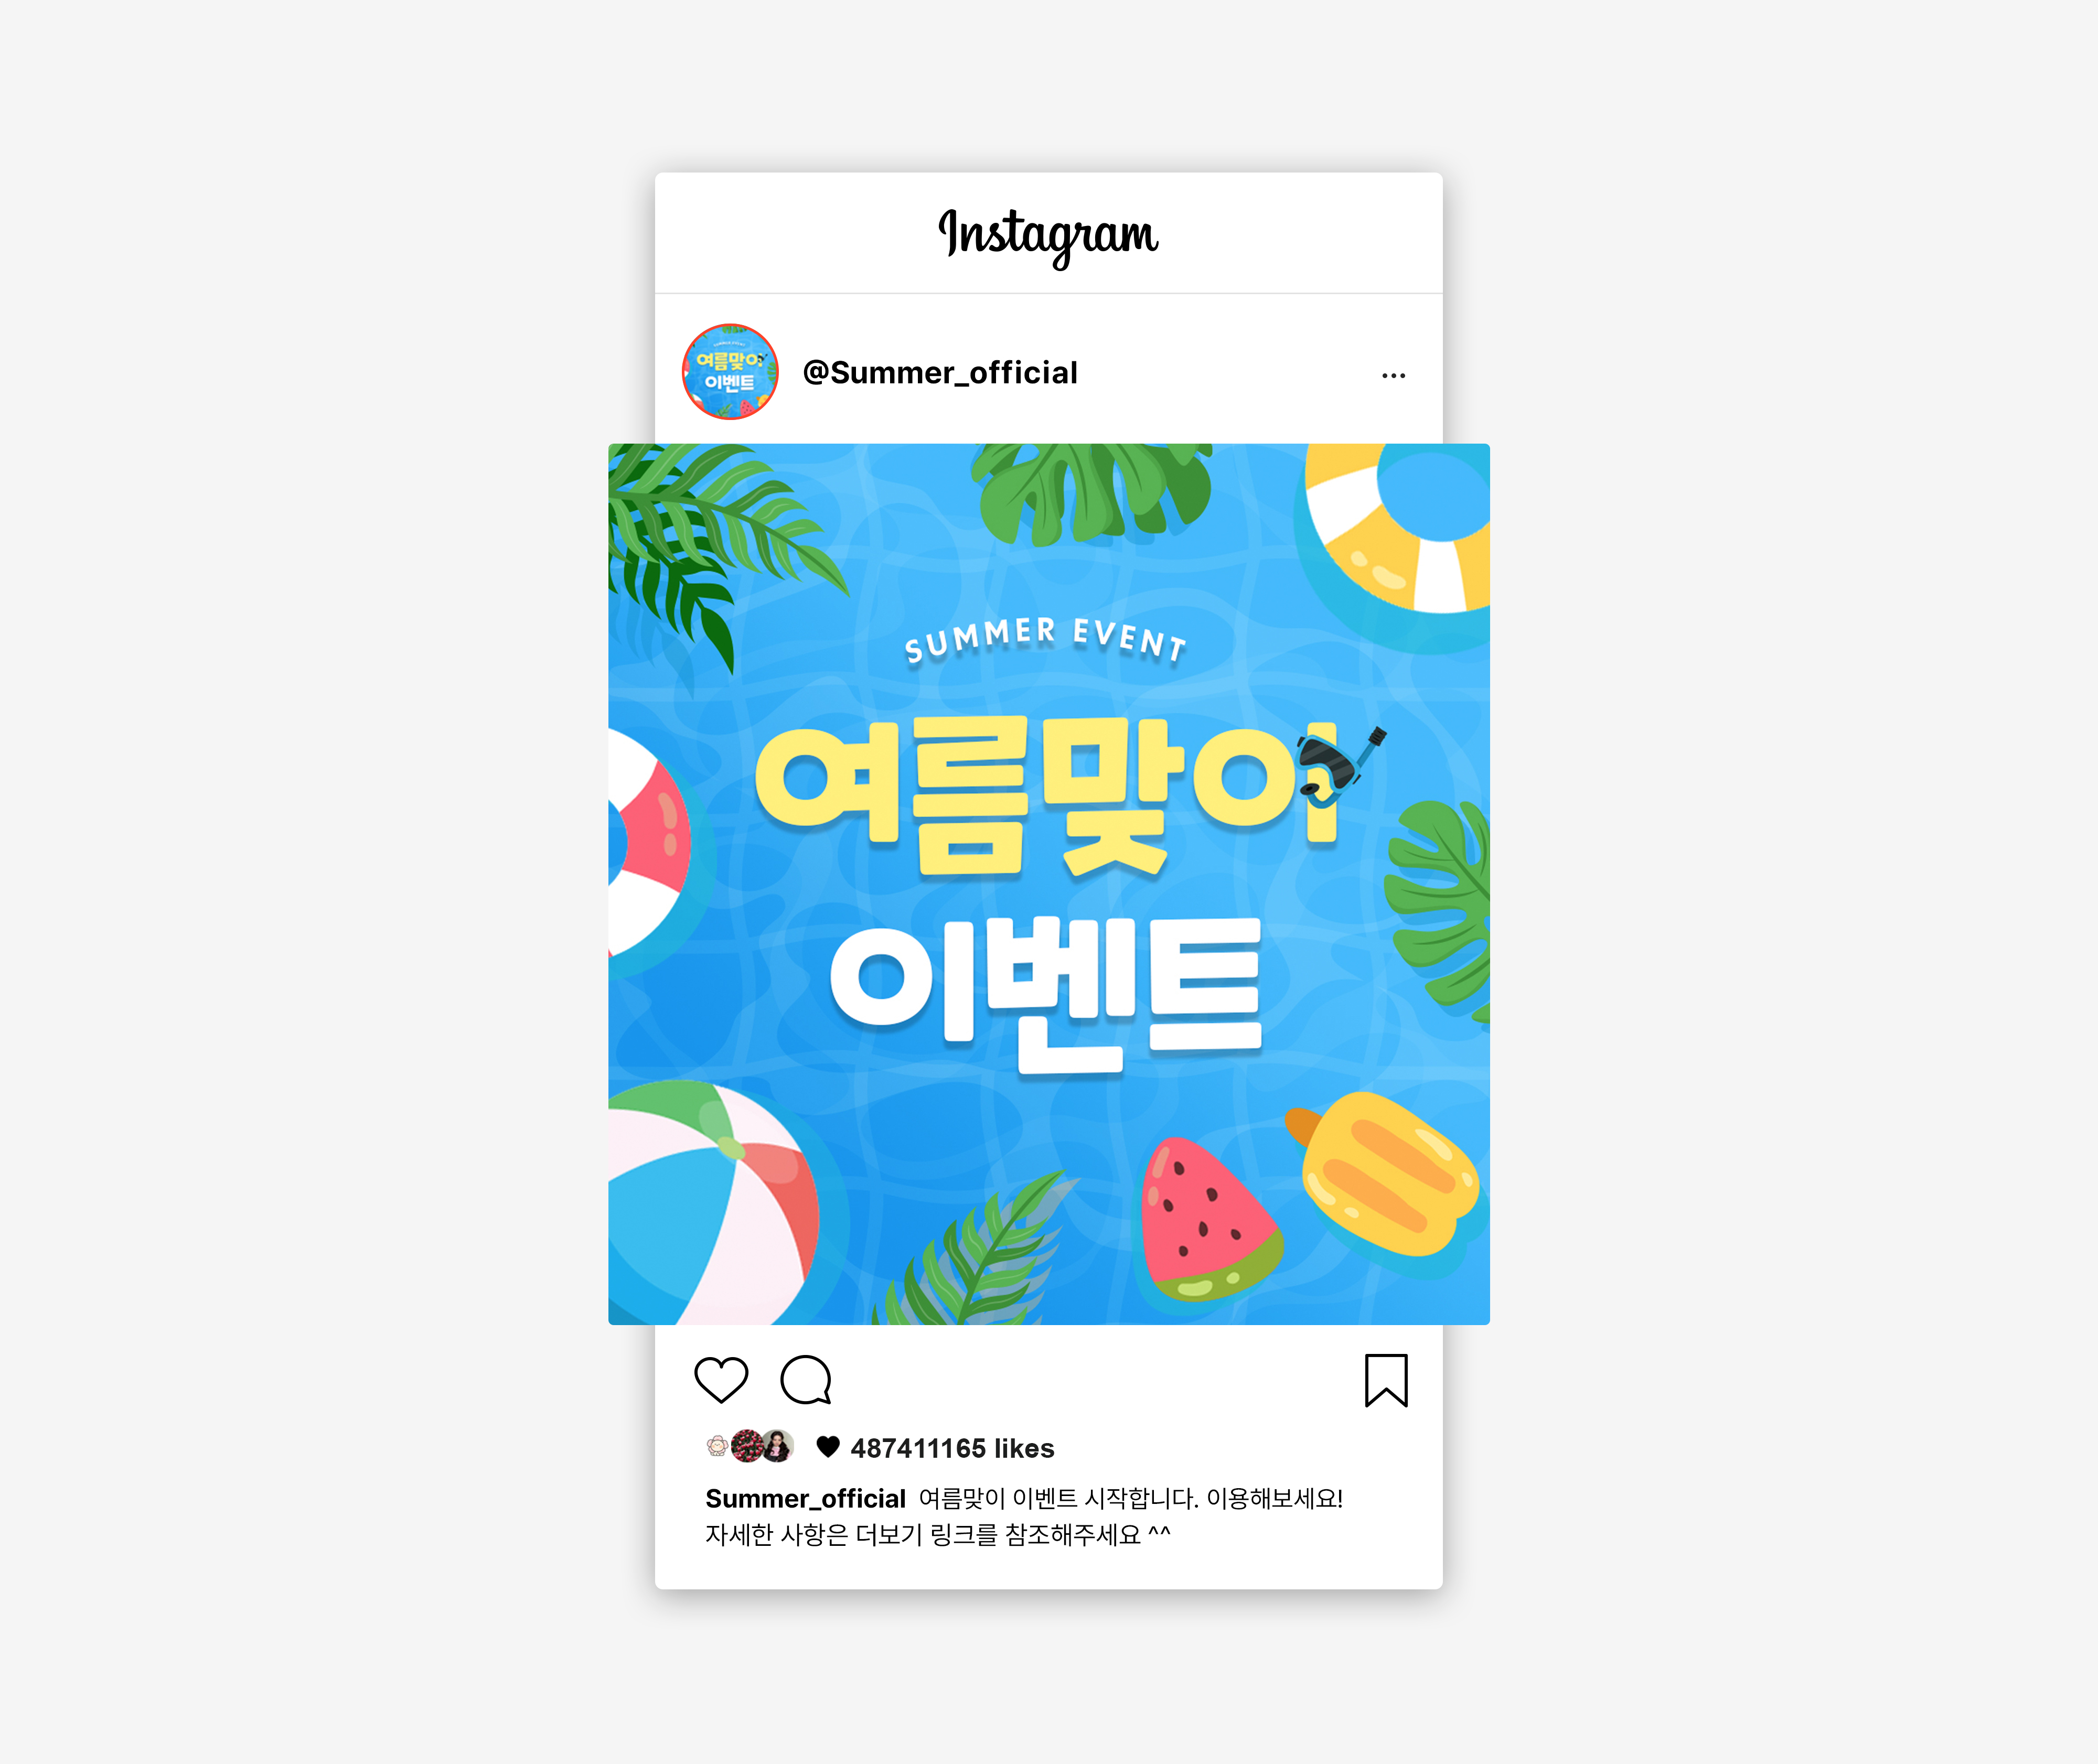 Instagram
SUMMER EVENT
여름맞이
이벤트
@Summer_official
SUMMER EVENT
여름맞이
이벤트
487411165 likes
Summer_official 여름맞이 이벤트 시작합니다. 이용해보세요!
자세한 사항은 더보기 링크를 참조해주세요 ^^